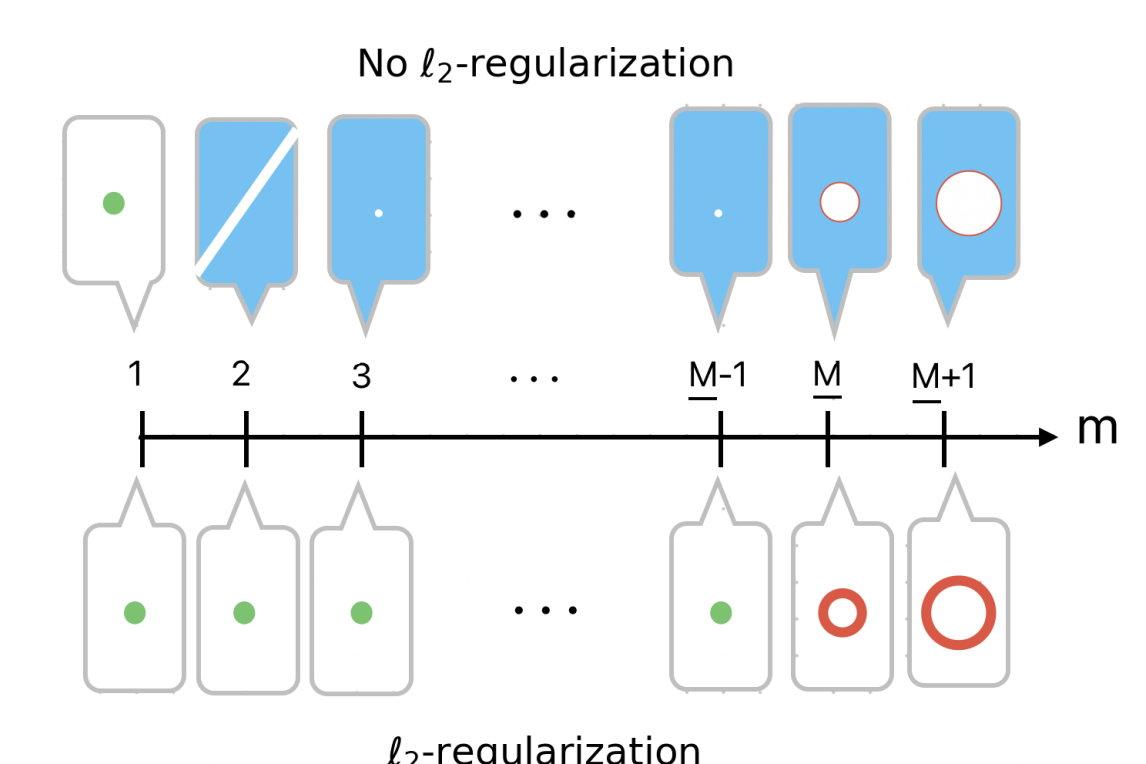 No ℓ₂-regularization
• • •
1 2 3 • • • M-1 M M+1
m
• • •
ℓ₂-regularization